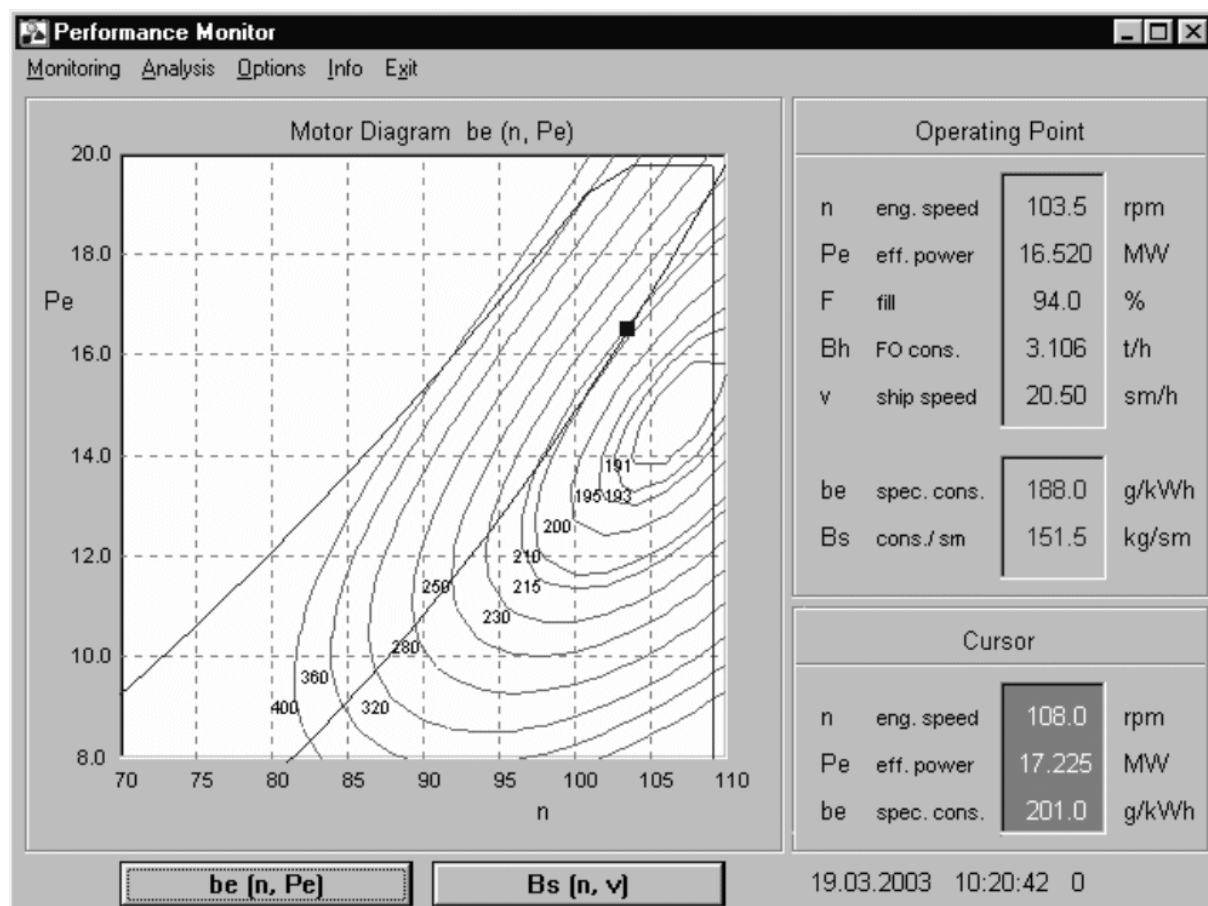 Performance Monitor
Monitoring Analysis Options Info Exit
Motor Diagram be (n, Pe)
20.0
18.0
Pe
16.0
14.0
12.0
10.0
8.0
191
195 193
200
210
250 215
230
280
360
400 320
70 75 80 85 90 95 100 105 110
n
Operating Point
n eng. speed 103.5 rpm
Pe eff. power 16.520 MW
F fill 94.0 %
Bh FO cons. 3.106 t/h
v ship speed 20.50 sm/h
be spec. cons. 188.0 g/kWh
Bs cons./ sm 151.5 kg/sm
Cursor
n eng. speed 108.0 rpm
Pe eff. power 17.225 MW
be spec. cons. 201.0 g/kWh
be (n, Pe) Bs (n, v)
19.03.2003 10:20:42 0